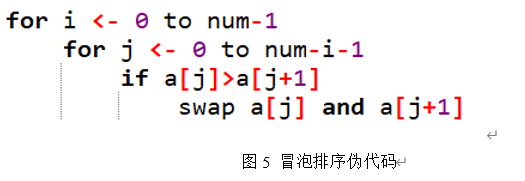 for i <- 0 to num-1
for j <- 0 to num-i-1
if a[j]>a[j+1]
swap a[j] and a[j+1]
图 5 冒泡排序伪代码